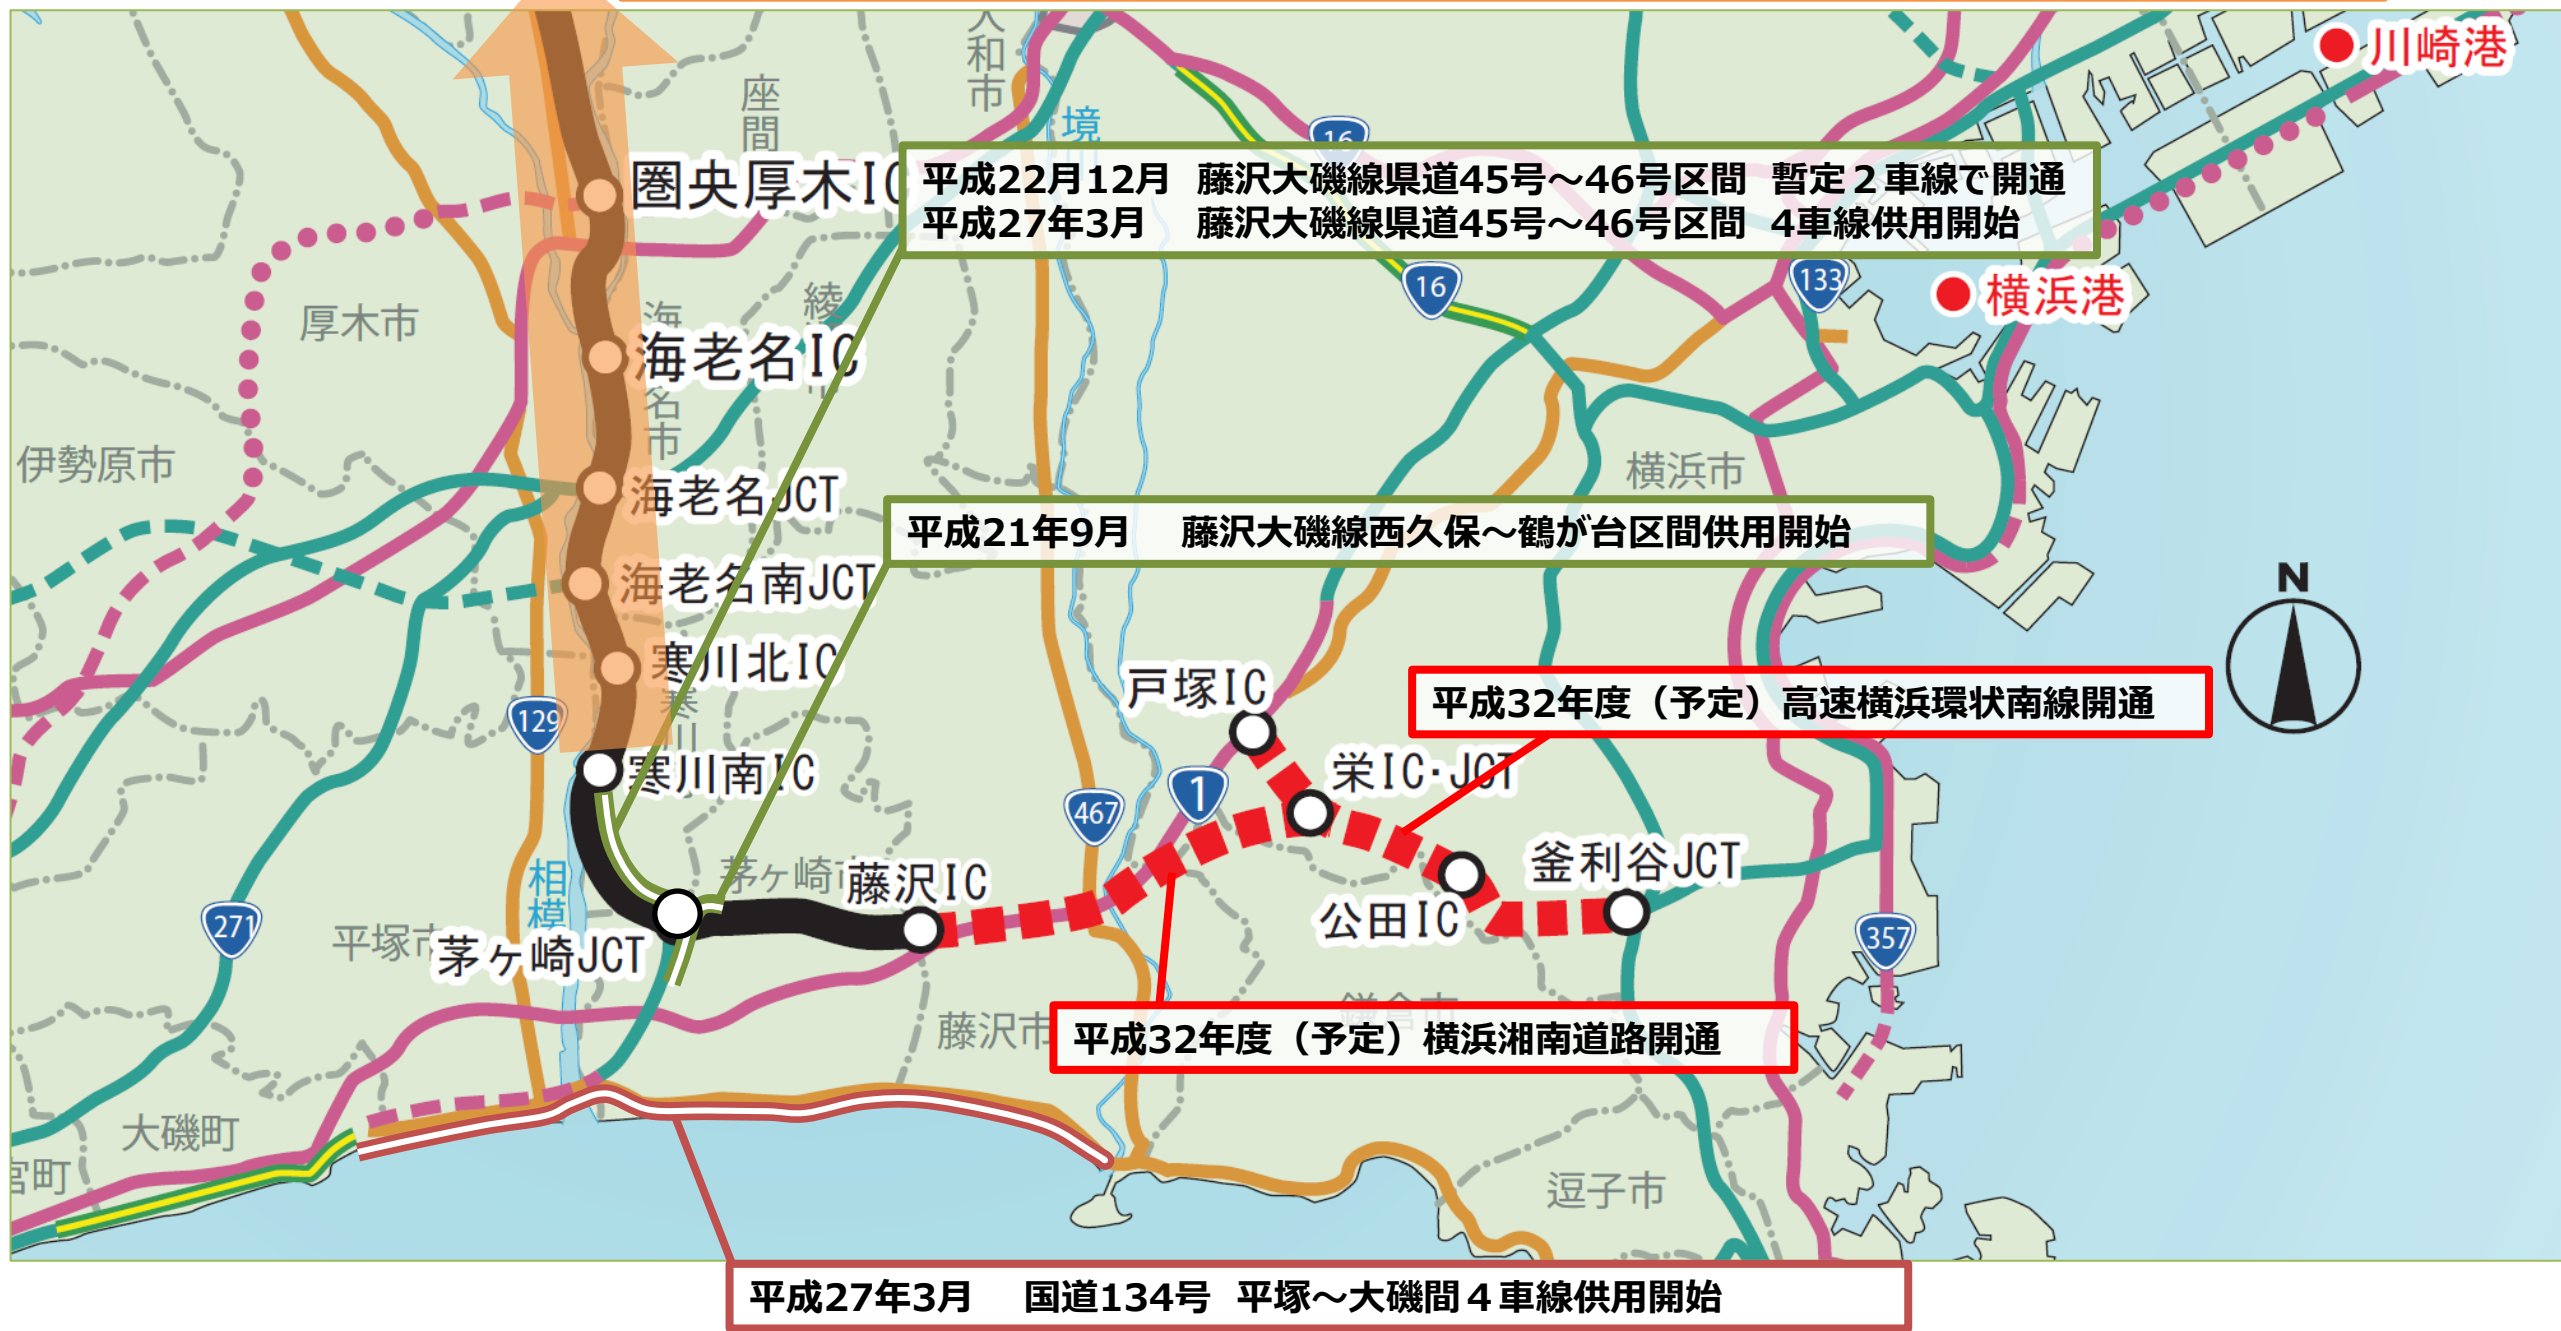 川崎港
大和市
座間
境
16
圏央厚木IC
平成22月12月 藤沢大磯線県道45号～46号区間 暫定２車線で開通
平成27年3月 藤沢大磯線県道45号～46号区間 4車線供用開始
16
133
横浜港
厚木市
海
綾
海老名IC
名市
伊勢原市
横浜市
海老名JCT
平成21年9月 藤沢大磯線西久保～鶴が台区間供用開始
海老名南JCT
N
寒川北IC
寒川
戸塚IC
平成32年度（予定）高速横浜環状南線開通
129
寒川南IC
栄IC・JCT
1
467
相模
茅ヶ崎市
藤沢IC
釜利谷JCT
公田IC
271
平塚市
茅ヶ崎JCT
357
鎌倉市
藤沢市
平成32年度（予定）横浜湘南道路開通
大磯町
宮町
逗子市
平成27年3月 国道134号 平塚～大磯間４車線供用開始